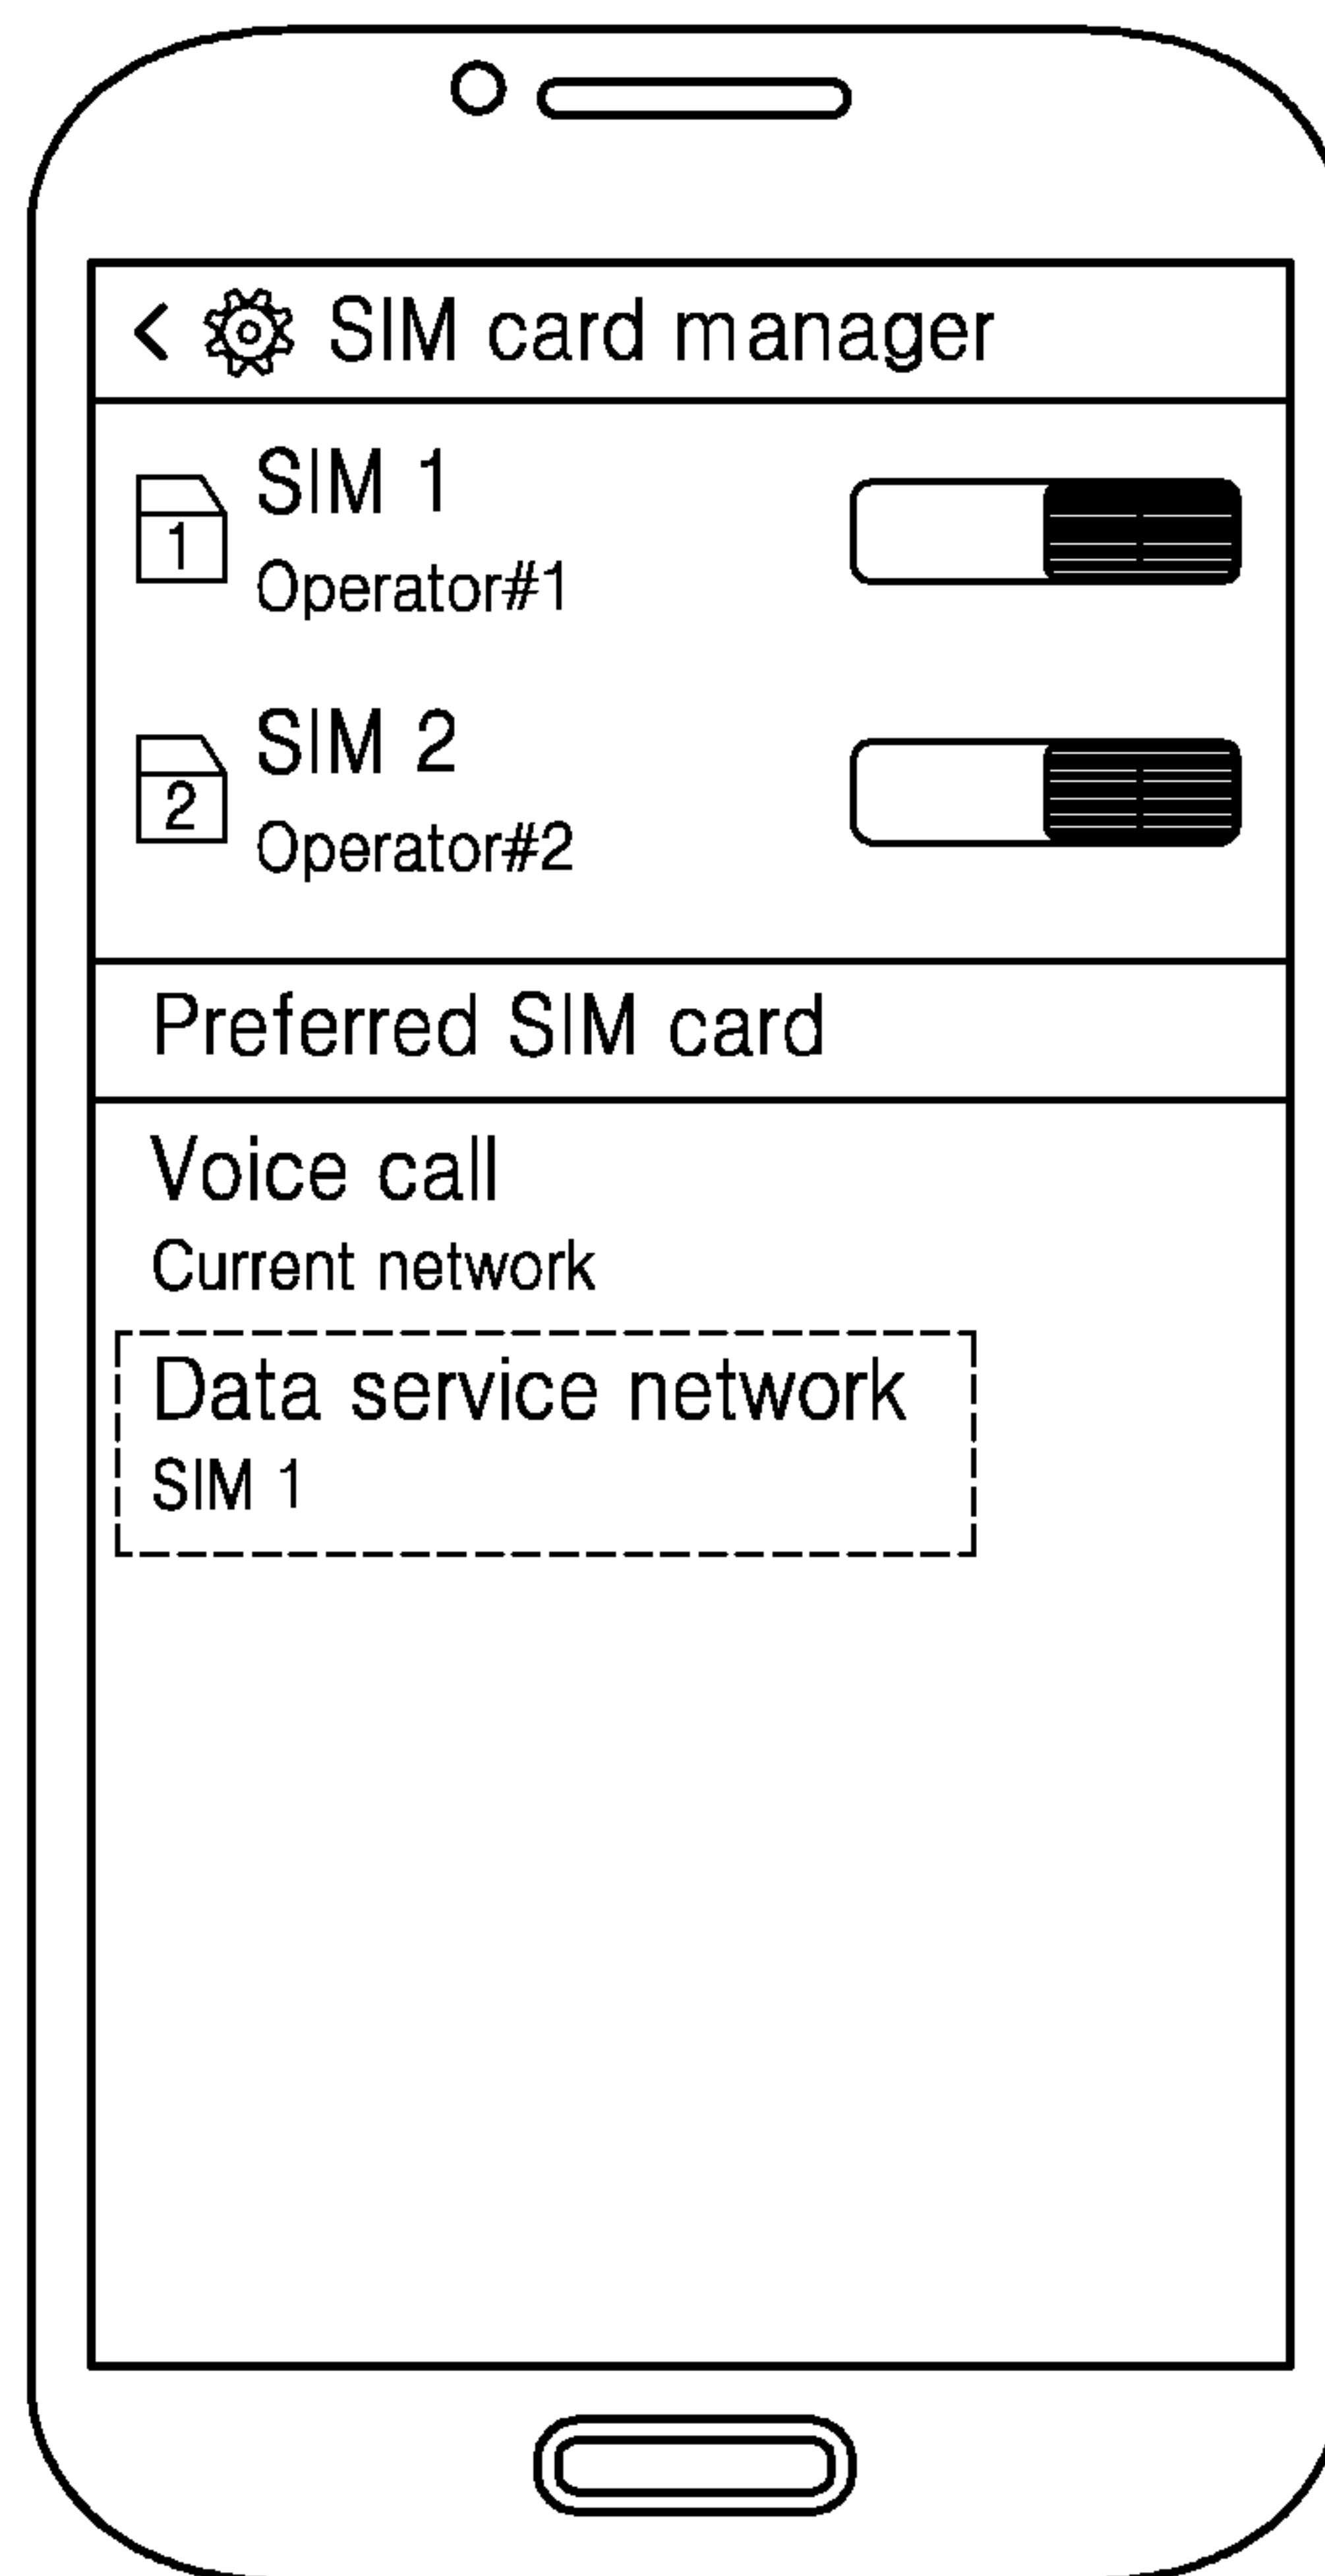 < SIM card manager
1
SIM 1
Operator#1
2
SIM 2
Operator#2
Preferred SIM card
Voice call
Current network
Data service network
SIM 1